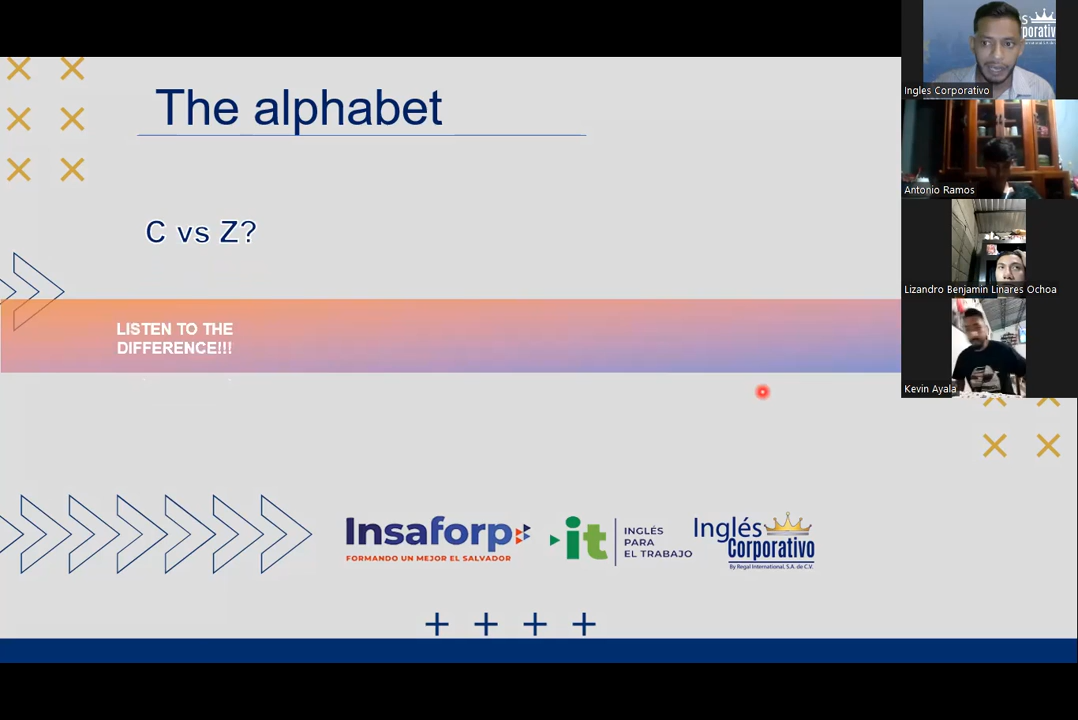 The alphabet
C vs Z?
LISTEN TO THE
DIFFERENCE!!!
Insaforp
FORMANDO UN MEJOR EL SALVADOR
it
INGLÉS
PARA
EL TRABAJO
Inglés
Corporativo
By Regal International, S.A. de C.V.
Ingles Corporativo
Antonio Ramos
Lizandro Benjamin Linares Ochoa
Kevin Ayala